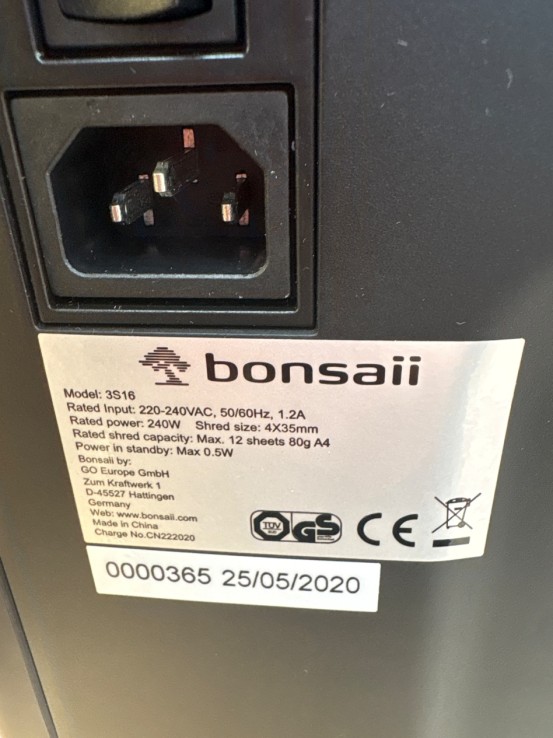 bonsaii
Model: 3S16
Rated Input: 220-240VAC, 50/60Hz, 1.2A
Rated power: 240W Shred size: 4X35mm
Rated shred capacity: Max. 12 sheets 80g A4
Power in standby: Max 0.5W
Bonsaii by:
GO Europe GmbH
Zum Kraftwerk 1
D-45527 Hattingen
Germany
Web: www.bonsaii.com
Made in China
Charge No.CN222020
TÜV GS CE
0000365 25/05/2020